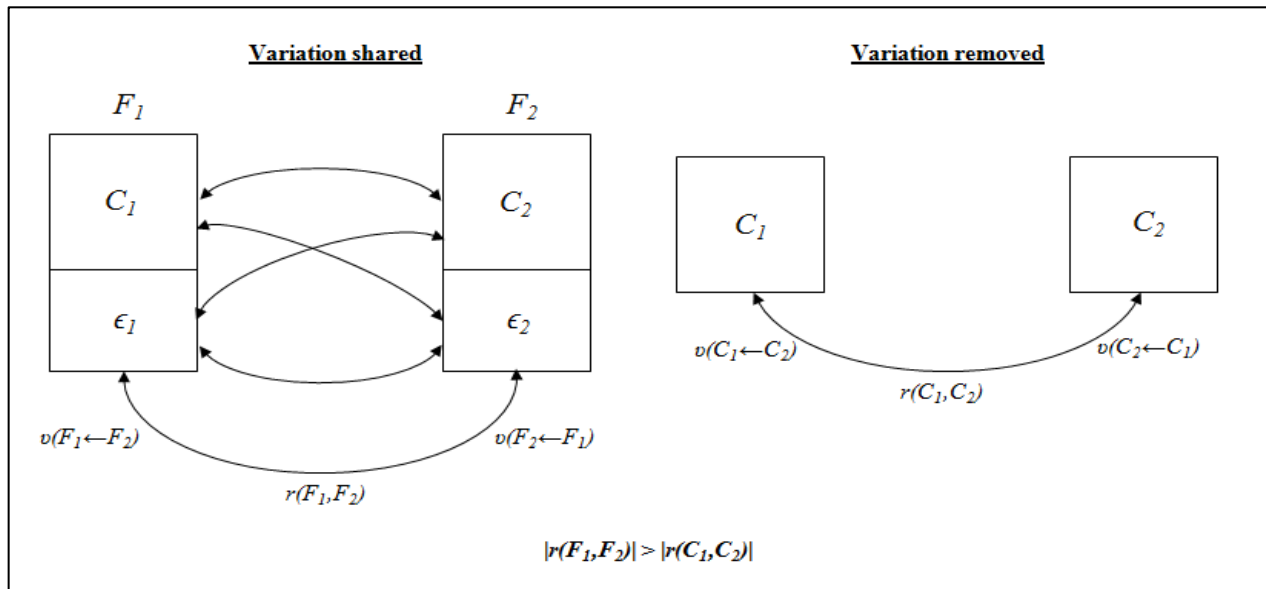 Variation shared
Variation removed
F₁
F₂
C₁
C₂
ϵ₁
ϵ₂
υ(F₁←F₂)
υ(F₂←F₁)
r(F₁,F₂)
C₁
C₂
υ(C₁←C₂)
υ(C₂←C₁)
r(C₁,C₂)
|r(F₁,F₂)| > |r(C₁,C₂)|